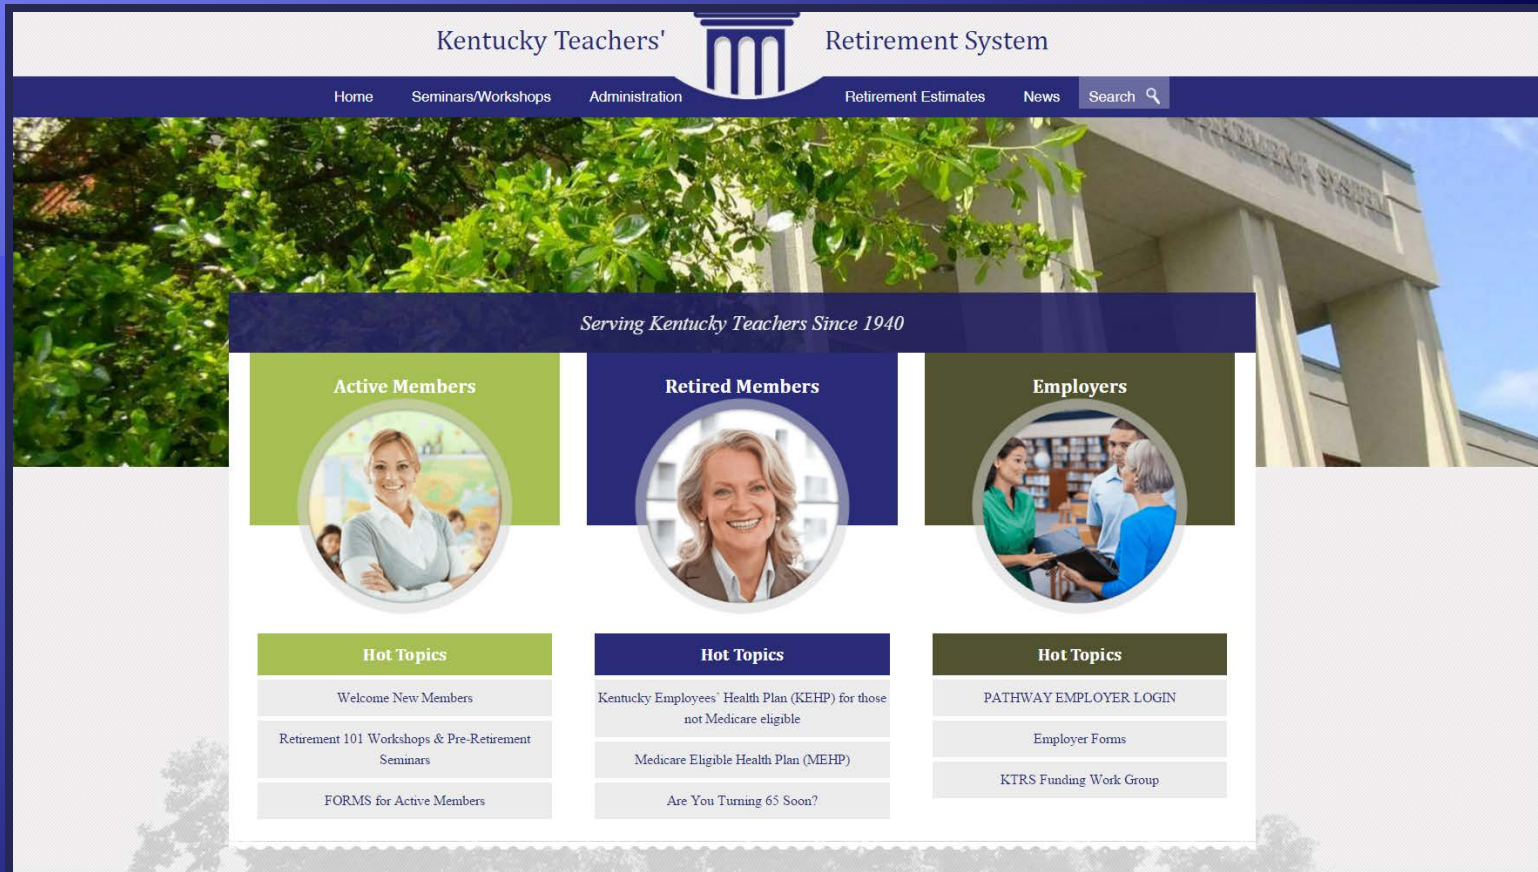 Kentucky Teachers' Retirement System
Home Seminars/Workshops Administration Retirement Estimates News Search
SYSTEM
Serving Kentucky Teachers Since 1940
Active Members
Retired Members
Employers
Hot Topics
Welcome New Members
Retirement 101 Workshops & Pre-Retirement
Seminars
FORMS for Active Members
Hot Topics
Kentucky Employees' Health Plan (KEHP) for those
not Medicare eligible
Medicare Eligible Health Plan (MEHP)
Are You Turning 65 Soon?
Hot Topics
PATHWAY EMPLOYER LOGIN
Employer Forms
KTRS Funding Work Group